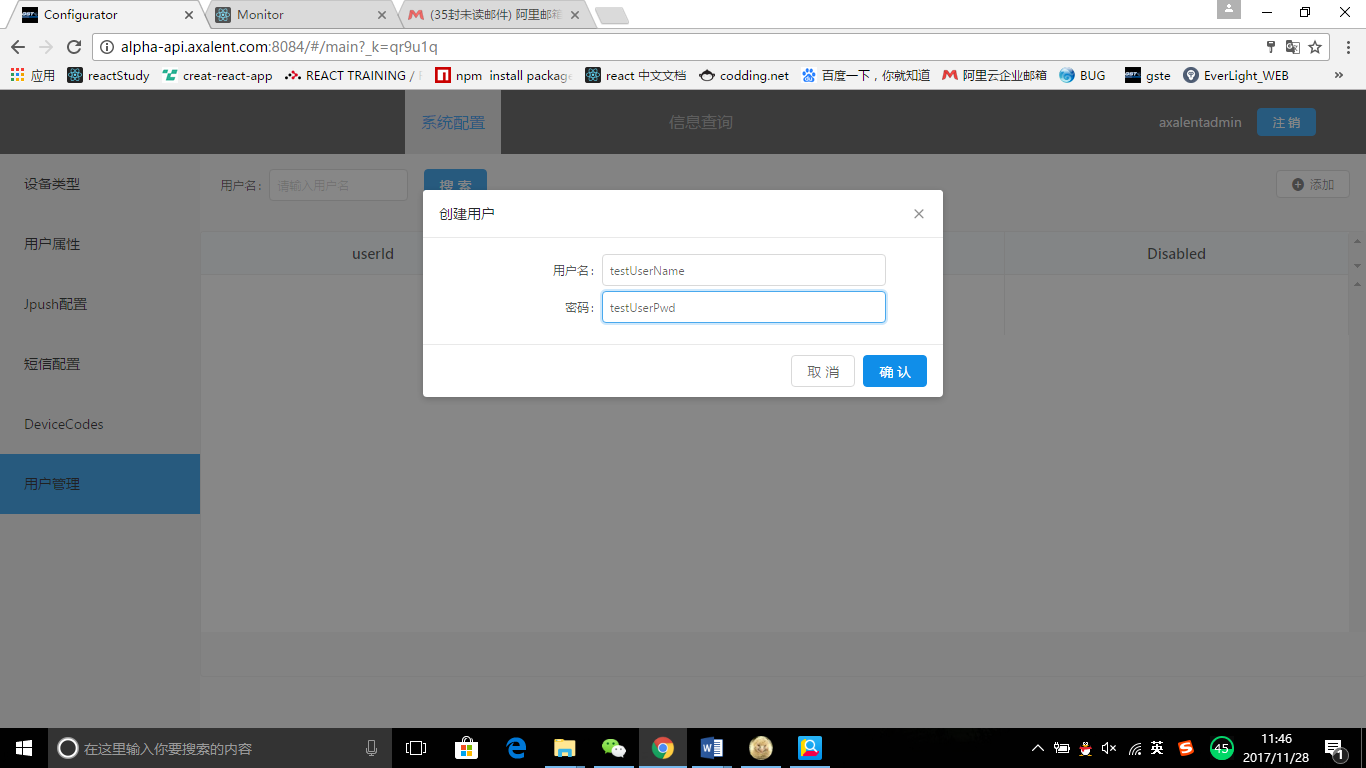 Configurator
Monitor
(35封未读邮件) 阿里邮箱
alpha-api.axalent.com:8084/#/main?_k=qr9u1q
应用
reactStudy
creat-react-app
REACT TRAINING /
npm
install package
react 中文文档
codding.net
百度一下，你就知道
阿里云企业邮箱
BUG
gste
EverLight_WEB
»
系统配置
信息查询
axalentadmin
注 销
设备类型
用户属性
Jpush配置
短信配置
DeviceCodes
用户管理
用户名:
请输入用户名
搜 索
添加
userId
Disabled
创建用户
用户名:
testUserName
密码:
testUserPwd
取 消
确 认
在这里输入你要搜索的内容
英
45
11:46
2017/11/28
1